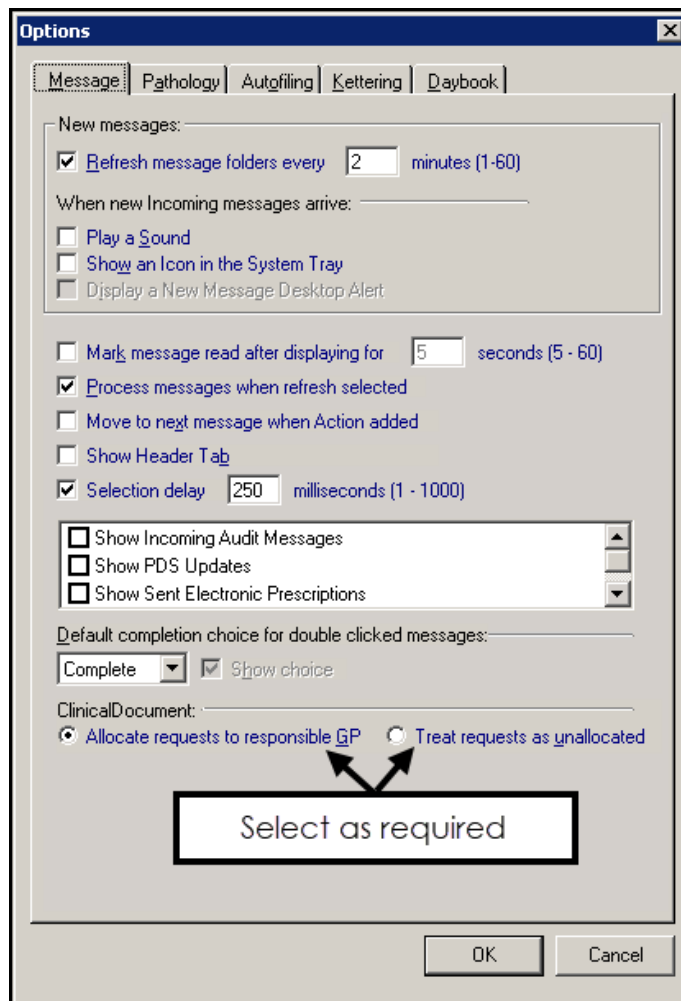 Options
Message Pathology Autofiling Kettering Daybook
New messages:
Refresh message folders every 2 minutes (1-60)
When new Incoming messages arrive:
Play a Sound
Show an Icon in the System Tray
Display a New Message Desktop Alert
Mark message read after displaying for 5 seconds (5 - 60)
Process messages when refresh selected
Move to next message when Action added
Show Header Tab
Selection delay 250 milliseconds (1 - 1000)
Show Incoming Audit Messages
Show PDS Updates
Show Sent Electronic Prescriptions
Default completion choice for double clicked messages:
Complete Show choice
ClinicalDocument:
Allocate requests to responsible GP Treat requests as unallocated
Select as required
OK Cancel